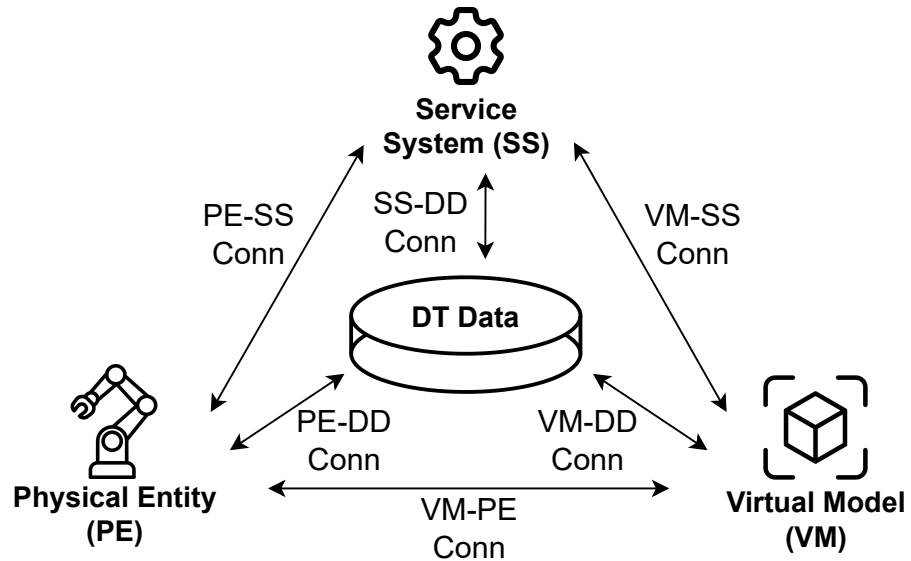 Service
System (SS)
PE-SS
Conn
SS-DD
Conn
VM-SS
Conn
DT Data
PE-DD
Conn
VM-DD
Conn
Physical Entity
(PE)
VM-PE
Conn
Virtual Model
(VM)